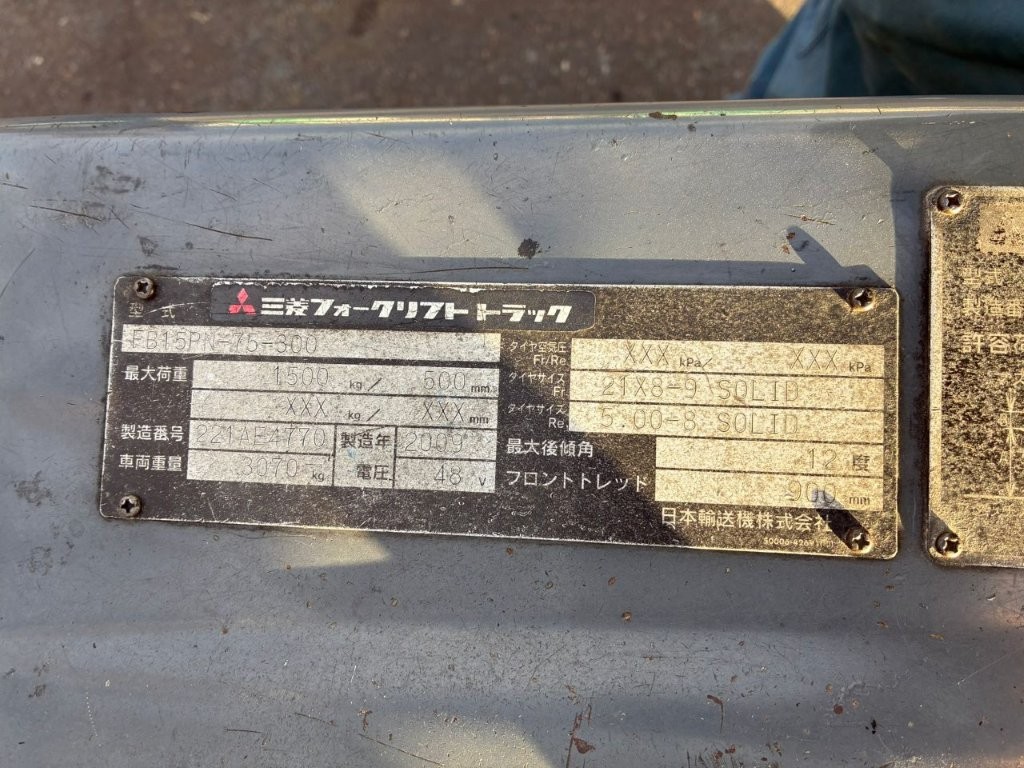 三菱フォークリフトトラック
型式
FB15PN-75-300
最大荷重 1500 kg/ 500 mm
XXX kg/ XXX mm
製造番号 221AE4770 製造年 2009
車両重量 3070 kg 電圧 48 V
タイヤ空気圧 Fr/Re XXX kPa/ XXX kPa
タイヤサイズ Fr 21X8-9 SOLID
タイヤサイズ Re 5.00-8 SOLID
最大後傾角 12 度
フロントトレッド 900 mm
日本輸送機株式会社
許容